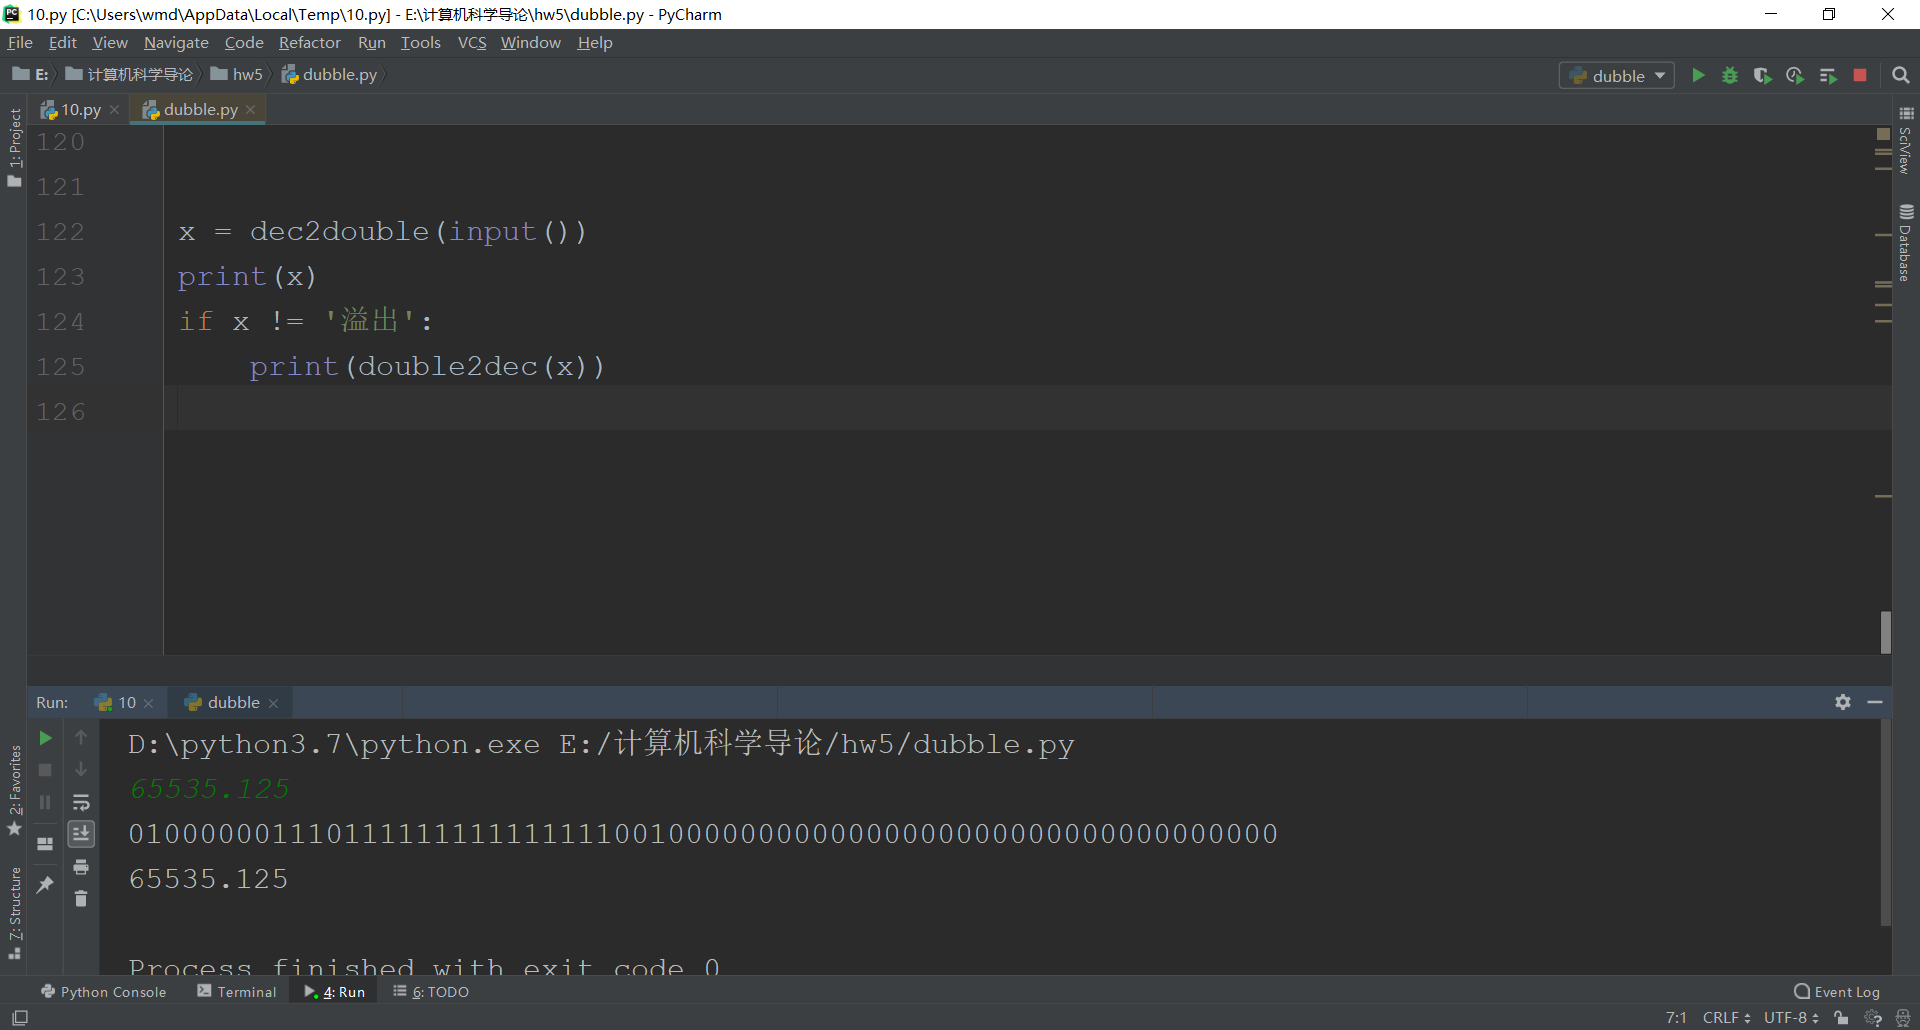 10.py [C:\Users\wmd\AppData\Local\Temp\10.py] - E:\计算机科学导论\hw5\dubble.py - PyCharm
File Edit View Navigate Code Refactor Run Tools VCS Window Help
E: 计算机科学导论 hw5 dubble.py
dubble
10.py dubble.py
1: Project
SciView
Database
120
121
122 x = dec2double(input())
123 print(x)
124 if x != '溢出':
125 print(double2dec(x))
126
Run: 10 dubble
D:\python3.7\python.exe E:/计算机科学导论/hw5/dubble.py
65535.125
0100000011101111111111111110010000000000000000000000000000000000
65535.125
Process finished with exit code 0
2: Favorites
7: Structure
Python Console Terminal 4: Run 6: TODO Event Log
7:1 CRLF UTF-8